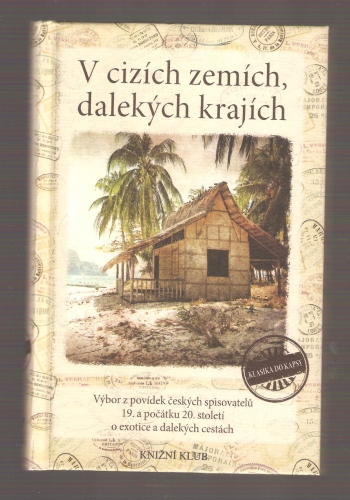 V cizích zemích,
dalekých krajích
KLASIKA DO KAPSY
Výbor z povídek českých spisovatelů
19. a počátku 20. století
o exotice a dalekých cestách
KNIŽNÍ KLUB